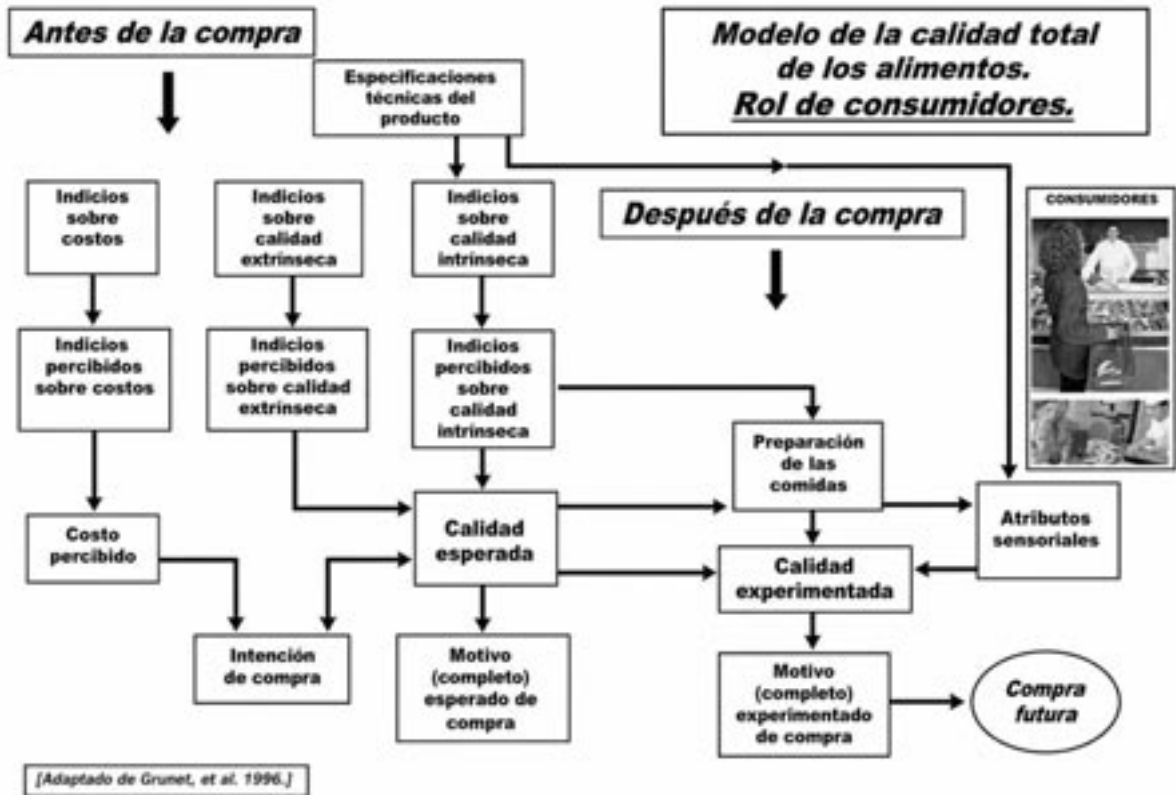 Antes de la compra
Modelo de la calidad total
de los alimentos.
Rol de consumidores.
Especificaciones
técnicas del
producto
Indicios
sobre
costos
Indicios
sobre
calidad
extrínseca
Indicios
sobre
calidad
intrínseca
Después de la compra
CONSUMIDORES
Indicios
percibidos
sobre costos
Indicios
percibidos
sobre calidad
extrínseca
Indicios
percibidos
sobre
calidad
intrínseca
Preparación
de las
comidas
Costo
percibido
Calidad
esperada
Atributos
sensoriales
Calidad
experimentada
Intención
de compra
Motivo
(completo)
esperado de
compra
Motivo
(completo)
experimentado
de compra
Compra
futura
[Adaptado de Grunet, et al. 1996.]